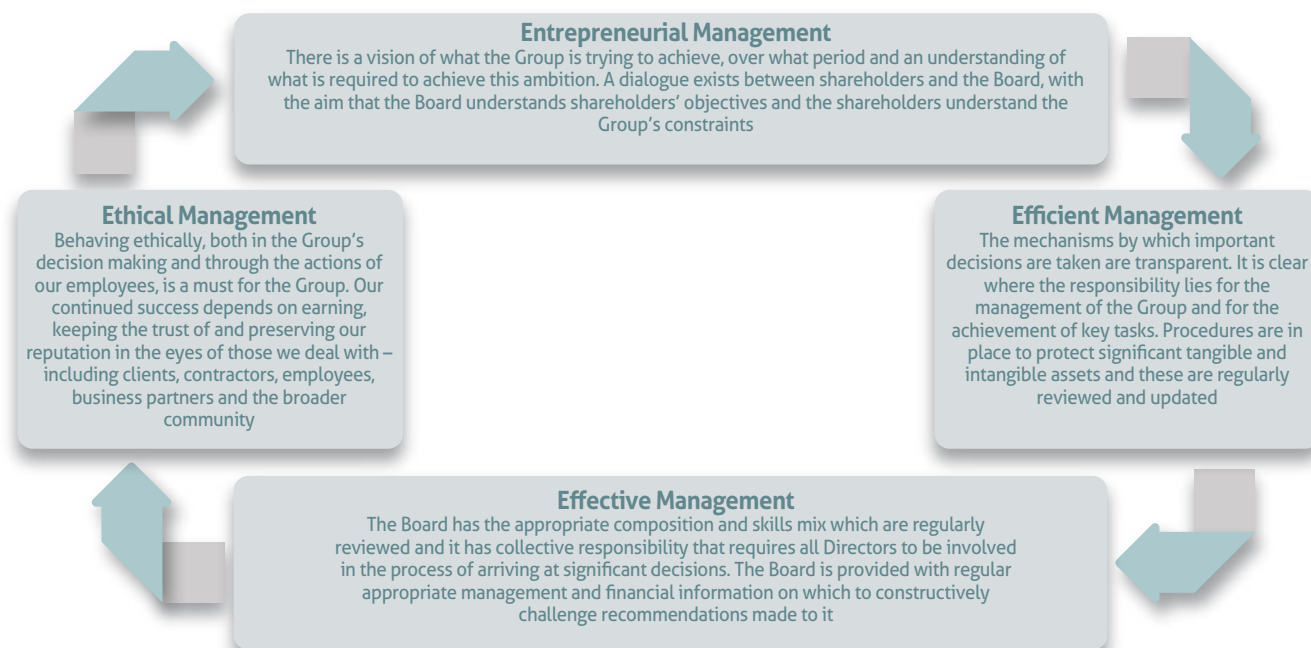 Entrepreneurial Management
There is a vision of what the Group is trying to achieve, over what period and an understanding of
what is required to achieve this ambition. A dialogue exists between shareholders and the Board, with
the aim that the Board understands shareholders’ objectives and the shareholders understand the
Group’s constraints
Efficient Management
The mechanisms by which important
decisions are taken are transparent. It is clear
where the responsibility lies for the
management of the Group and for the
achievement of key tasks. Procedures are in
place to protect significant tangible and
intangible assets and these are regularly
reviewed and updated
Effective Management
The Board has the appropriate composition and skills mix which are regularly
reviewed and it has collective responsibility that requires all Directors to be involved
in the process of arriving at significant decisions. The Board is provided with regular
appropriate management and financial information on which to constructively
challenge recommendations made to it
Ethical Management
Behaving ethically, both in the Group’s
decision making and through the actions of
our employees, is a must for the Group. Our
continued success depends on earning,
keeping the trust of and preserving our
reputation in the eyes of those we deal with –
including clients, contractors, employees,
business partners and the broader
community